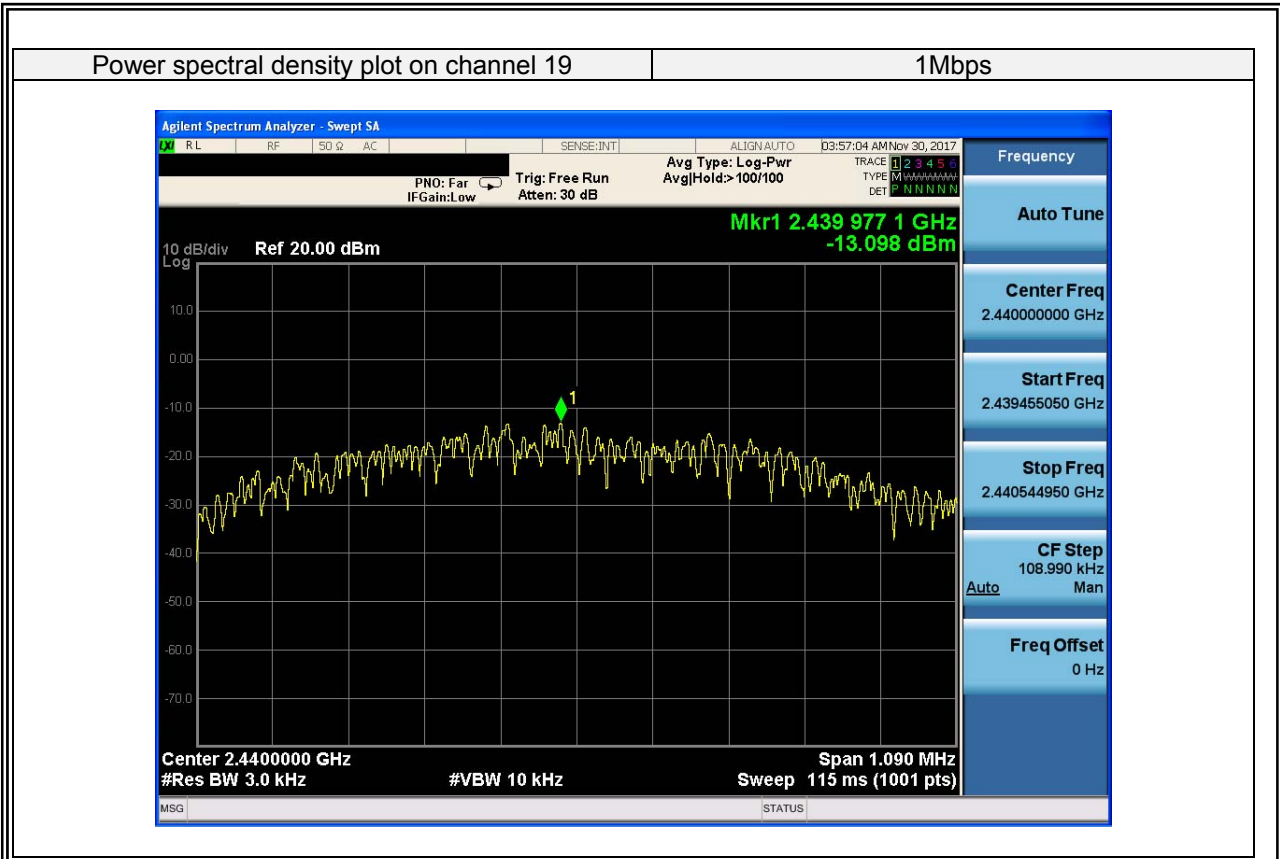 Power spectral density plot on channel 19 1Mbps
Agilent Spectrum Analyzer - Swept SA
LXI RL RF 50 Ω AC SENSE:INT ALIGNAUTO 03:57:04 AM Nov 30, 2017
PNO: Far
IFGain:Low
Trig: Free Run
Atten: 30 dB
Avg Type: Log-Pwr
Avg|Hold:>100/100
TRACE 1 2 3 4 5 6
TYPE M WWWWW
DET P N N N N N
Mkr1 2.439 977 1 GHz
-13.098 dBm
10 dB/div Ref 20.00 dBm
Log
10.0
0.00
-10.0
-20.0
-30.0
-40.0
-50.0
-60.0
-70.0
1
Center 2.4400000 GHz Span 1.090 MHz
#Res BW 3.0 kHz #VBW 10 kHz Sweep 115 ms (1001 pts)
MSG STATUS
Frequency
Auto Tune
Center Freq
2.440000000 GHz
Start Freq
2.439455050 GHz
Stop Freq
2.440544950 GHz
CF Step
108.990 kHz
Auto Man
Freq Offset
0 Hz